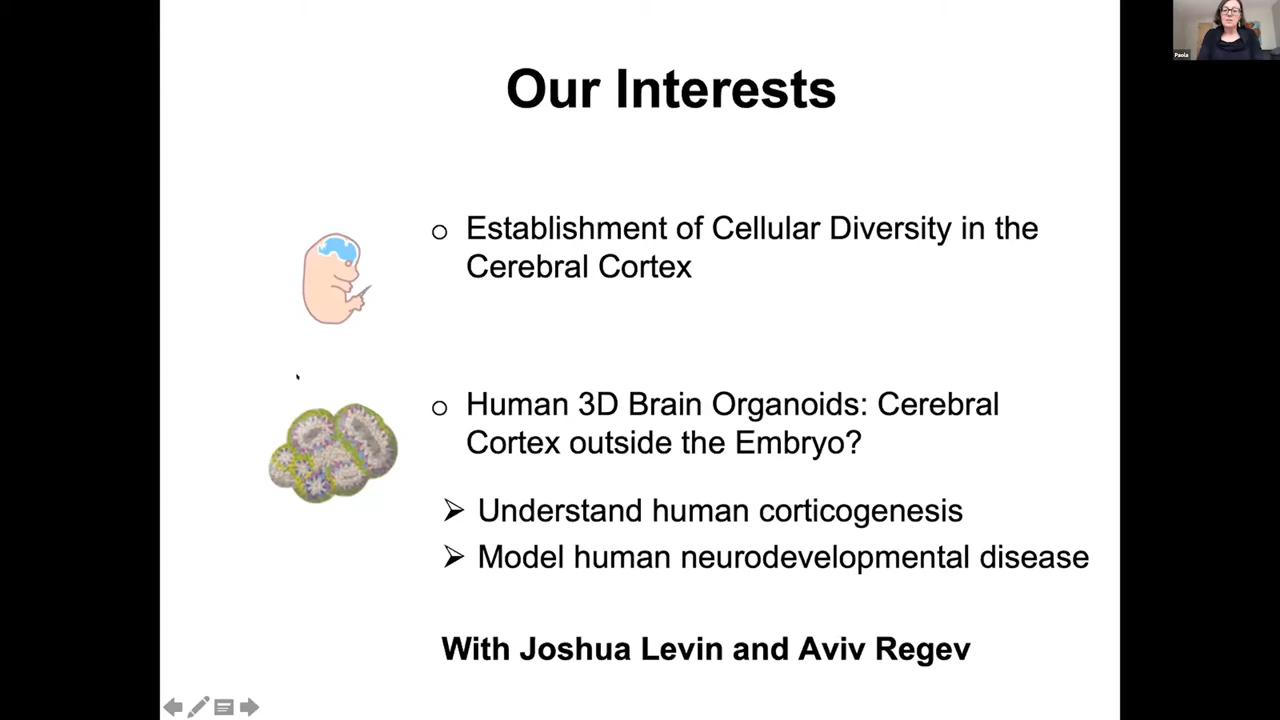 Our Interests
Paola
o Establishment of Cellular Diversity in the
Cerebral Cortex
o Human 3D Brain Organoids: Cerebral
Cortex outside the Embryo?
➢ Understand human corticogenesis
➢ Model human neurodevelopmental disease
With Joshua Levin and Aviv Regev